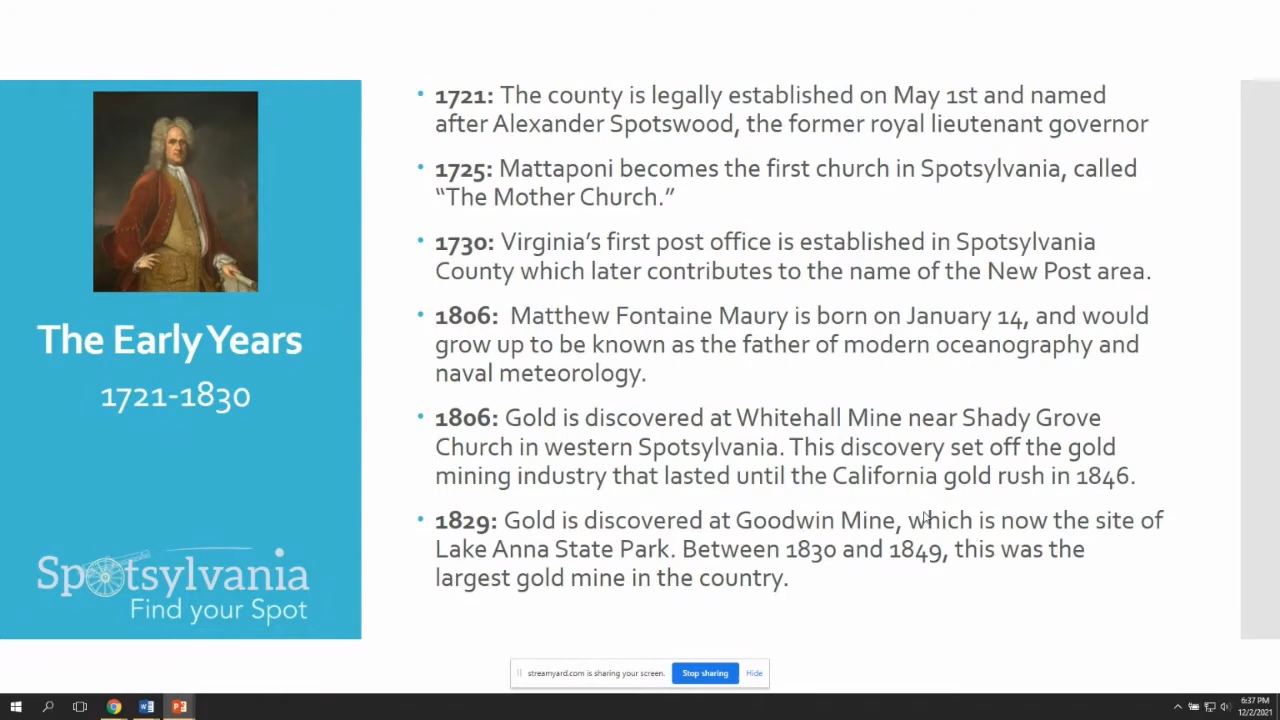 • 1721: The county is legally established on May 1st and named
after Alexander Spotswood, the former royal lieutenant governor
• 1725: Mattaponi becomes the first church in Spotsylvania, called
“The Mother Church.”
• 1730: Virginia’s first post office is established in Spotsylvania
County which later contributes to the name of the New Post area.
• 1806: Matthew Fontaine Maury is born on January 14, and would
grow up to be known as the father of modern oceanography and
naval meteorology.
• 1806: Gold is discovered at Whitehall Mine near Shady Grove
Church in western Spotsylvania. This discovery set off the gold
mining industry that lasted until the California gold rush in 1846.
• 1829: Gold is discovered at Goodwin Mine, which is now the site of
Lake Anna State Park. Between 1830 and 1849, this was the
largest gold mine in the country.
The Early Years
1721-1830
Spotsylvania
Find your Spot
streamyard.com is sharing your screen.
Stop sharing
Hide
6:37 PM
12/2/2021